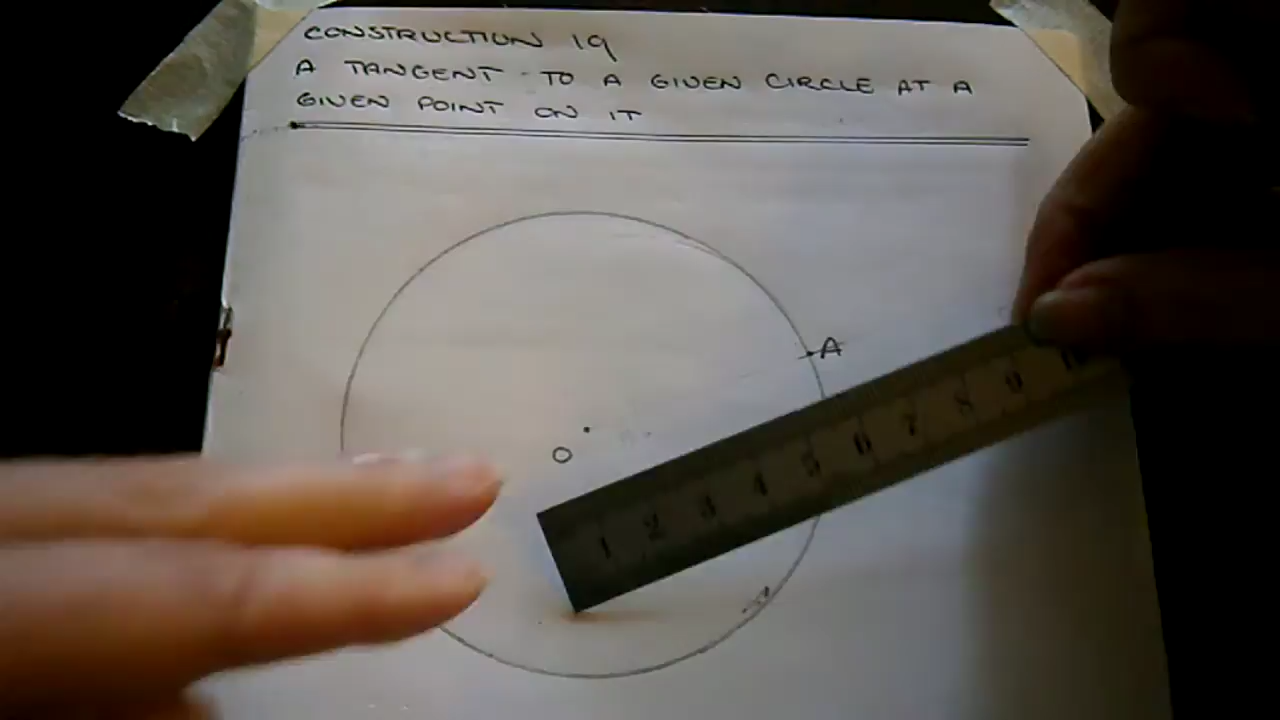 CONSTRUCTION 19
A TANGENT TO A GIVEN CIRCLE AT A
GIVEN POINT ON IT
A
O
1 2 3 4 5 6 7 8 9